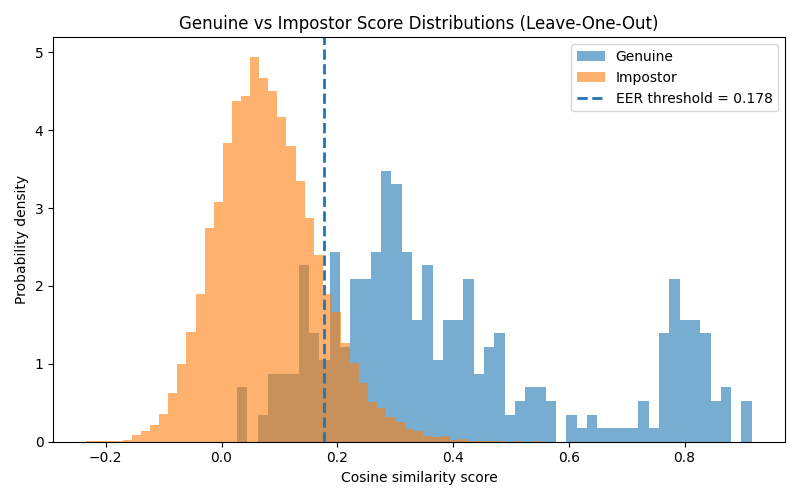 Genuine vs Impostor Score Distributions (Leave-One-Out)
Genuine
Impostor
EER threshold = 0.178
Probability density
5
4
3
2
1
0
−0.2 0.0 0.2 0.4 0.6 0.8
Cosine similarity score